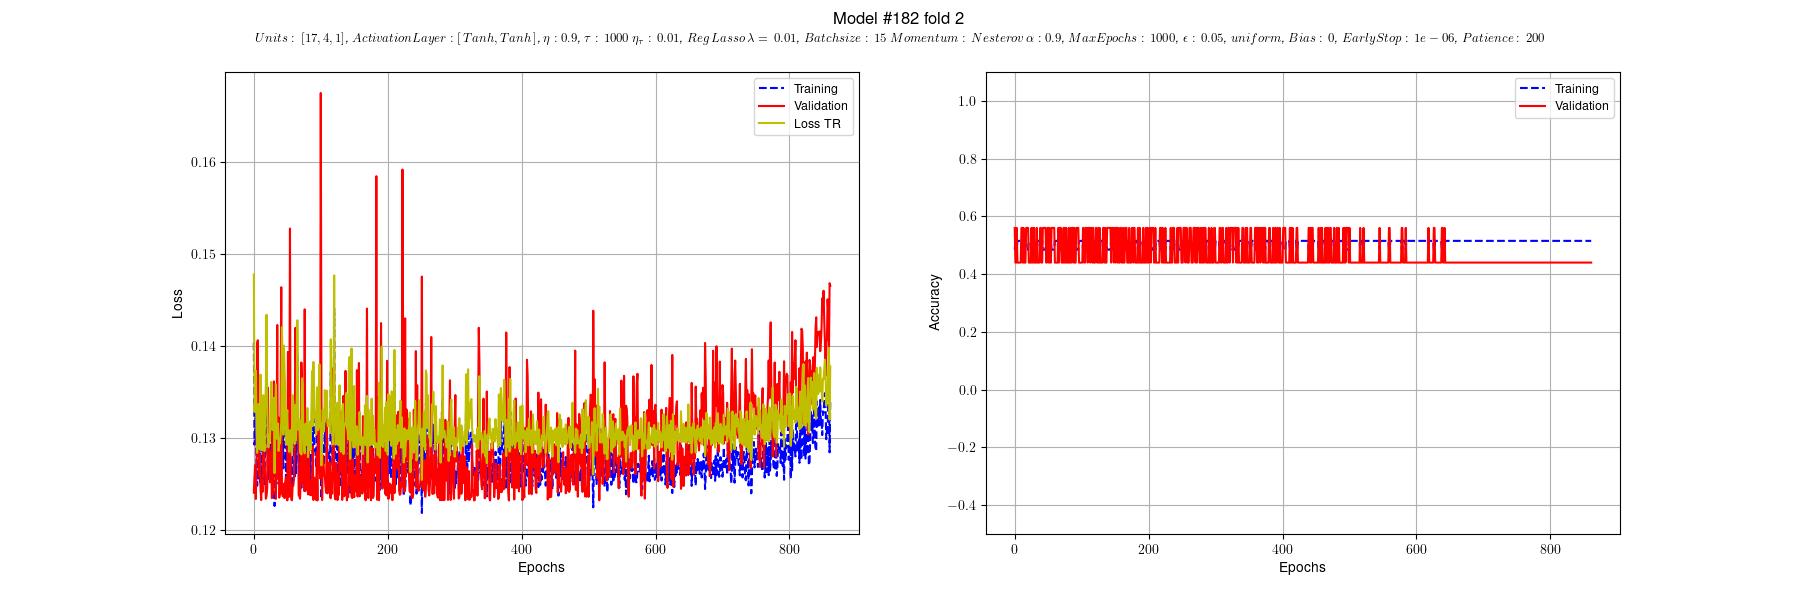 Model #182 fold 2
Units : [17, 4, 1], ActivationLayer : [Tanh, Tanh], η : 0.9, τ : 1000 η_τ : 0.01, Reg Lasso λ = 0.01, Batchsize : 15 Momentum : Nesterov α : 0.9, MaxEpochs : 1000, ϵ : 0.05, uniform, Bias : 0, EarlyStop : 1e − 06, Patience : 200
Training
Validation
Loss TR
0.16
0.15
0.14
0.13
0.12
Loss
0
200
400
600
800
Epochs
Training
Validation
1.0
0.8
0.6
0.4
0.2
0.0
−0.2
−0.4
Accuracy
0
200
400
600
800
Epochs